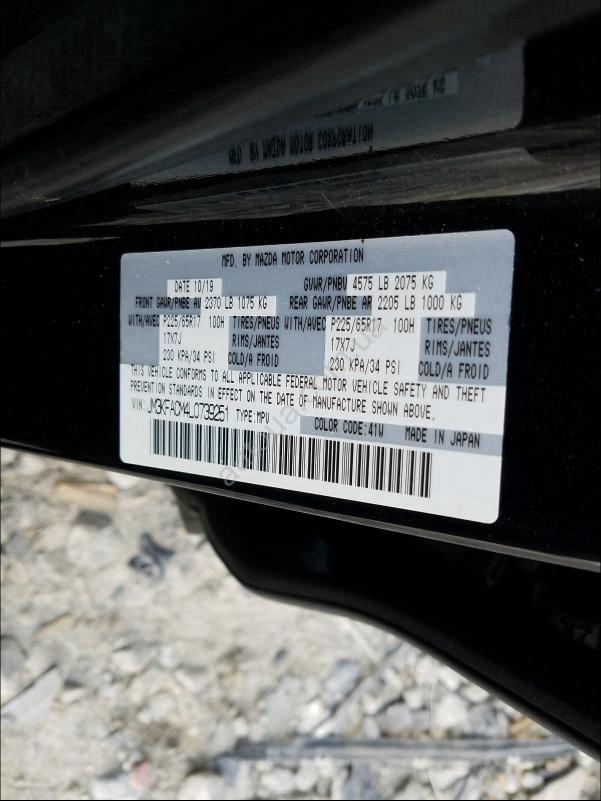 MFD. BY MAZDA MOTOR CORPORATION
DATE 10/19 GVWR/PNBV 4575 LB 2075 KG
FRONT GAWR/PNBE AV 2370 LB 1075 KG REAR GAWR/PNBE AR 2205 LB 1000 KG
WITH/AVEC P225/65R17 100H TIRES/PNEUS WITH/AVEC P225/65R17 100H TIRES/PNEUS
17X7J RIMS/JANTES 17X7J RIMS/JANTES
230 KPA/34 PSI COLD/A FROID 230 KPA/34 PSI COLD/A FROID
THIS VEHICLE CONFORMS TO ALL APPLICABLE FEDERAL MOTOR VEHICLE SAFETY AND THEFT
PREVENTION STANDARDS IN EFFECT ON THE DATE OF MANUFACTURE SHOWN ABOVE.
VIN: JM3KFACM4L0739251 TYPE: MPV
COLOR CODE: 41W MADE IN JAPAN